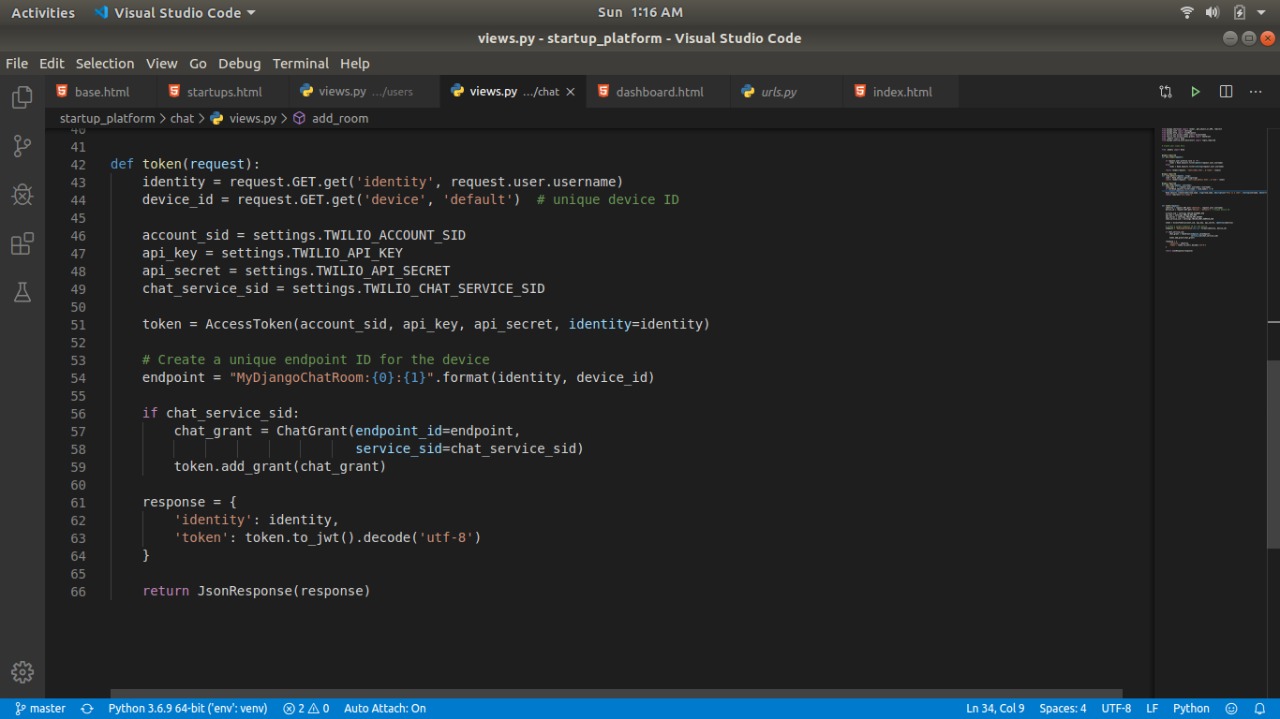 Activities Visual Studio Code Sun 1:16 AM
views.py - startup_platform - Visual Studio Code
File Edit Selection View Go Debug Terminal Help
base.html startups.html views.py .../users views.py .../chat dashboard.html urls.py index.html
startup_platform > chat > views.py > add_room
40
41
42 def token(request):
43 identity = request.GET.get('identity', request.user.username)
44 device_id = request.GET.get('device', 'default')  # unique device ID
45
46 account_sid = settings.TWILIO_ACCOUNT_SID
47 api_key = settings.TWILIO_API_KEY
48 api_secret = settings.TWILIO_API_SECRET
49 chat_service_sid = settings.TWILIO_CHAT_SERVICE_SID
50
51 token = AccessToken(account_sid, api_key, api_secret, identity=identity)
52
53 # Create a unique endpoint ID for the device
54 endpoint = "MyDjangoChatRoom:{0}:{1}".format(identity, device_id)
55
56 if chat_service_sid:
57 chat_grant = ChatGrant(endpoint_id=endpoint,
58 service_sid=chat_service_sid)
59 token.add_grant(chat_grant)
60
61 response = {
62 'identity': identity,
63 'token': token.to_jwt().decode('utf-8')
64 }
65
66 return JsonResponse(response)
master Python 3.6.9 64-bit ('env': venv) 2 0 Auto Attach: On Ln 34, Col 9 Spaces: 4 UTF-8 LF Python